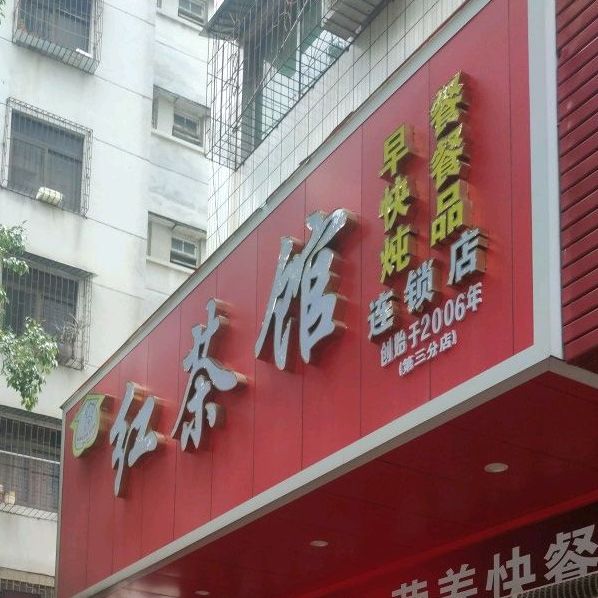 红茶馆
早餐
快餐
炖品
连锁店
创始于2006年
(第三分店)
美快餐